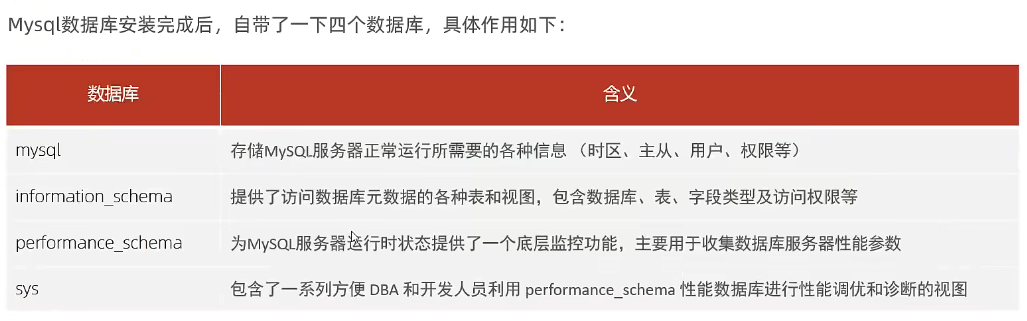 Mysql数据库安装完成后，自带了一下四个数据库，具体作用如下：
数据库 含义
mysql 存储MySQL服务器正常运行所需要的各种信息 （时区、主从、用户、权限等）
information_schema 提供了访问数据库元数据的各种表和视图，包含数据库、表、字段类型及访问权限等
performance_schema 为MySQL服务器运行时状态提供了一个底层监控功能，主要用于收集数据库服务器性能参数
sys 包含了一系列方便 DBA 和开发人员利用 performance_schema 性能数据库进行性能调优和诊断的视图